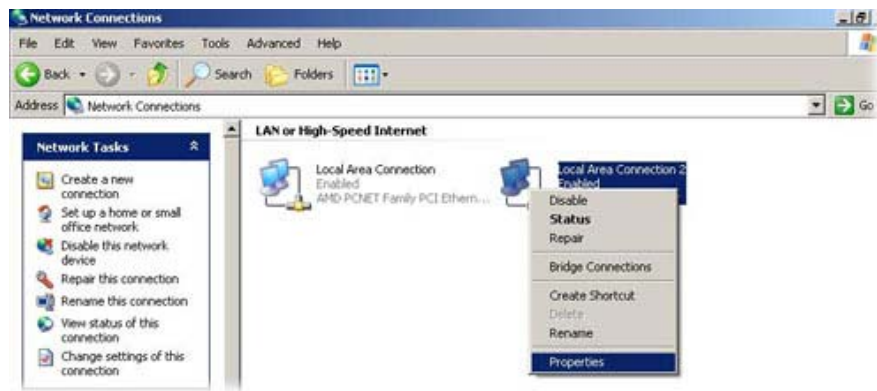 Network Connections
File Edit View Favorites Tools Advanced Help
Back Search Folders
Address Network Connections Go
Network Tasks
Create a new
connection
Set up a home or small
office network
Disable this network
device
Repair this connection
Rename this connection
View status of this
connection
Change settings of this
connection
LAN or High-Speed Internet
Local Area Connection
Enabled
AMD PCNET Family PCI Ethern...
Local Area Connection 2
Enabled
Disable
Status
Repair
Bridge Connections
Create Shortcut
Delete
Rename
Properties